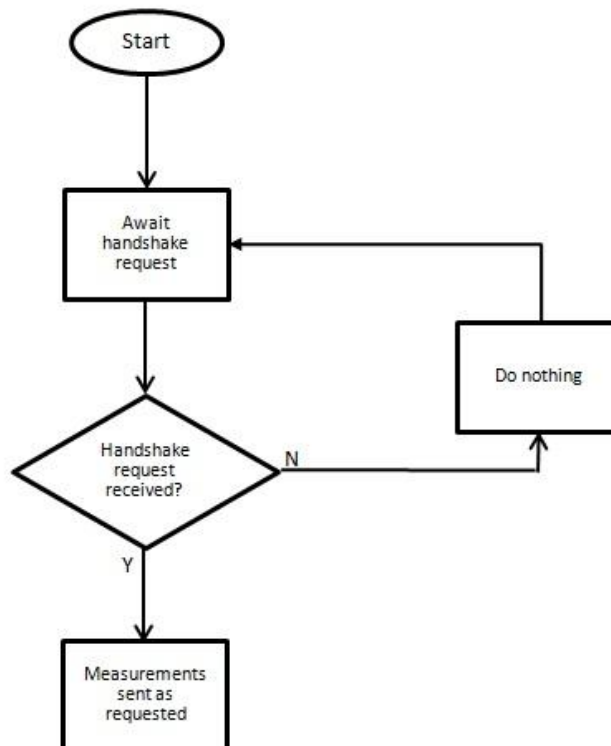 Start
Await
handshake
request
Do nothing
Handshake
request
received?
N
Y
Measurements
sent as
requested